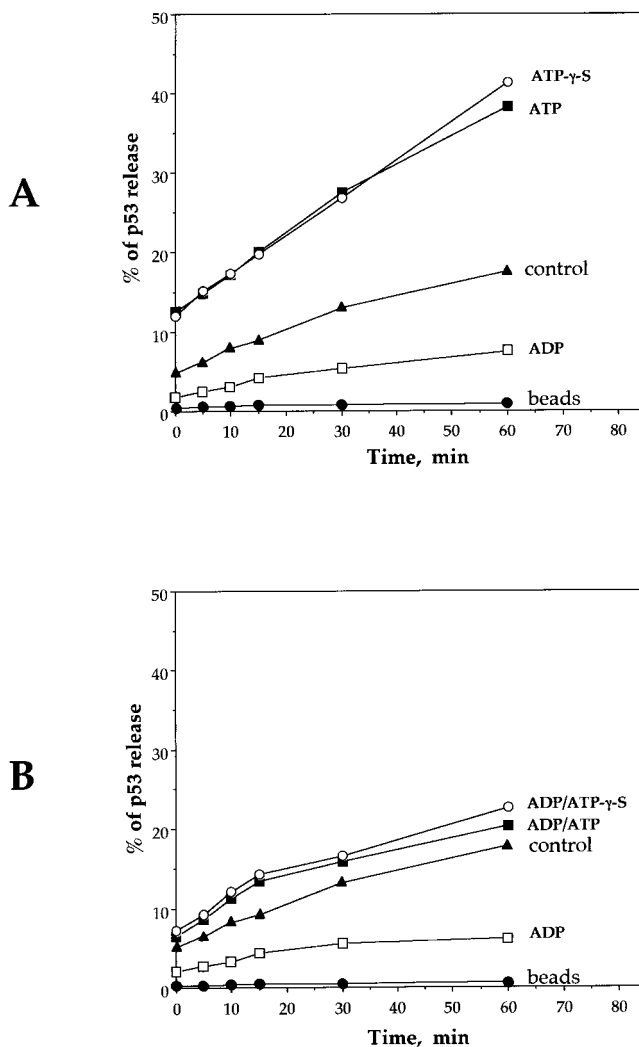 A
% of p53 release
50
40
30
20
10
0
ATP-γ-S
ATP
control
ADP
beads
0 10 20 30 40 50 60 70 80
Time, min
B
% of p53 release
50
40
30
20
10
0
ADP/ATP-γ-S
ADP/ATP
control
ADP
beads
0 10 20 30 40 50 60 70 80
Time, min